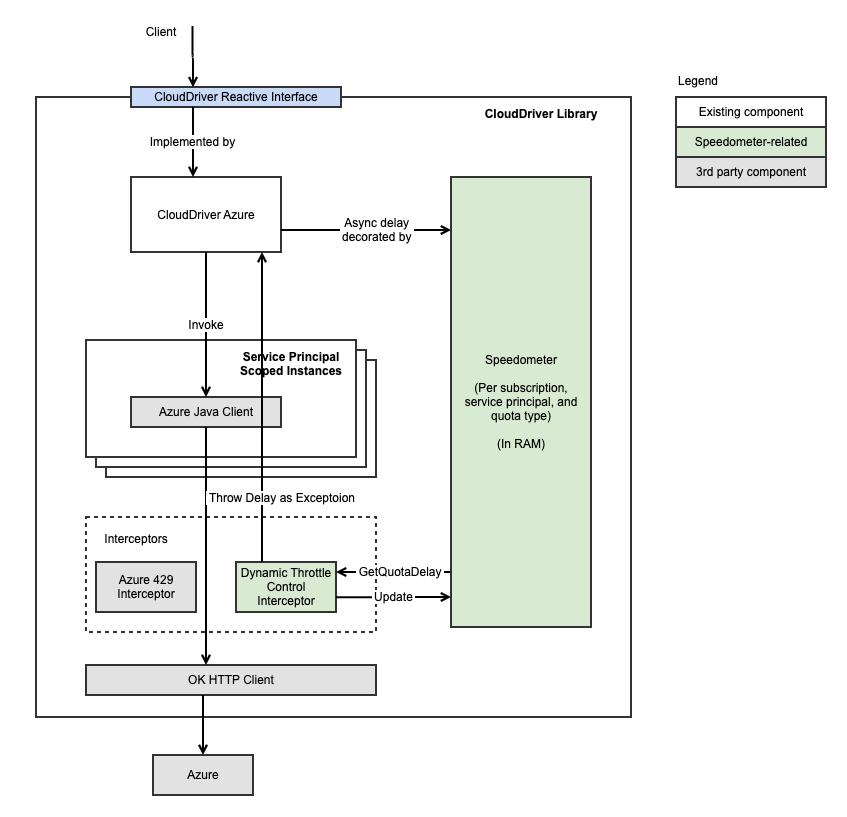 Client
Legend
CloudDriver Reactive Interface
CloudDriver Library
Existing component
Speedometer-related
3rd party component
Implemented by
CloudDriver Azure
Async delay
decorated by
Invoke
Service Principal
Scoped Instances
Azure Java Client
Speedometer
(Per subscription,
service principal, and
quota type)
(In RAM)
Throw Delay as Exceptoion
Interceptors
Azure 429
Interceptor
Dynamic Throttle
Control
Interceptor
GetQuotaDelay
Update
OK HTTP Client
Azure